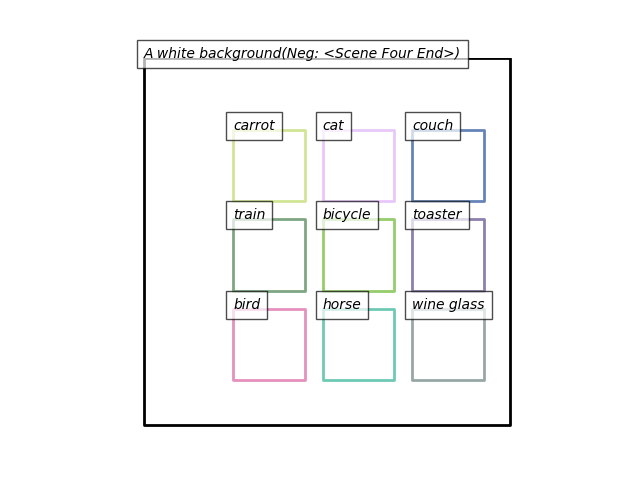 A white background(Neg: <Scene Four End>)
carrot
cat
couch
train
bicycle
toaster
bird
horse
wine glass